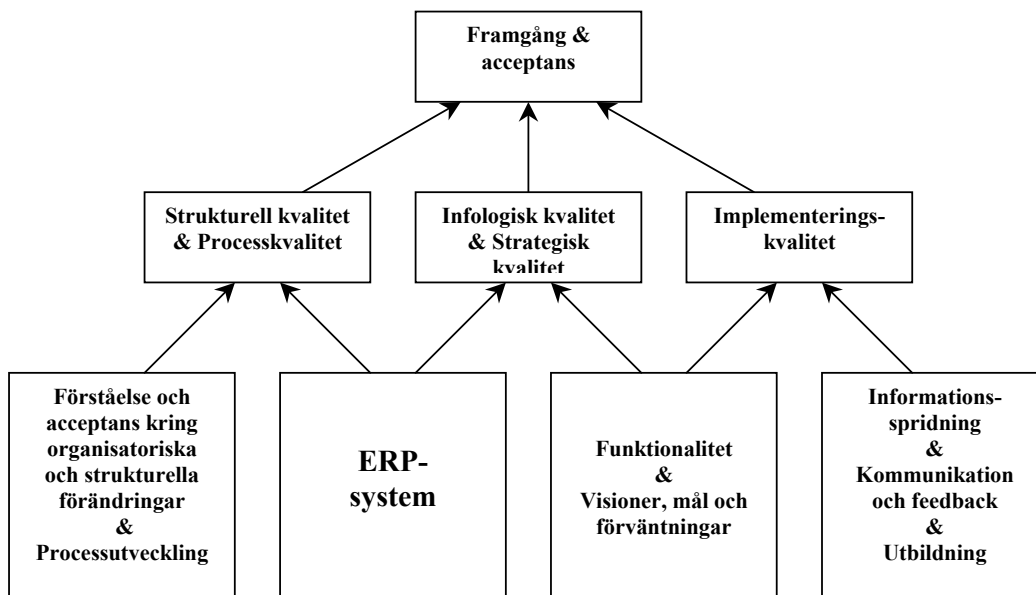 Framgång &
acceptans
Strukturell kvalitet
& Processkvalitet
Infologisk kvalitet
& Strategisk
kvalitet
Implementerings-
kvalitet
Förståelse och
acceptans kring
organisatoriska
och strukturella
förändringar
&
Processutveckling
ERP-
system
Funktionalitet
&
Visioner, mål och
förväntningar
Informations-
spridning
&
Kommunikation
och feedback
&
Utbildning